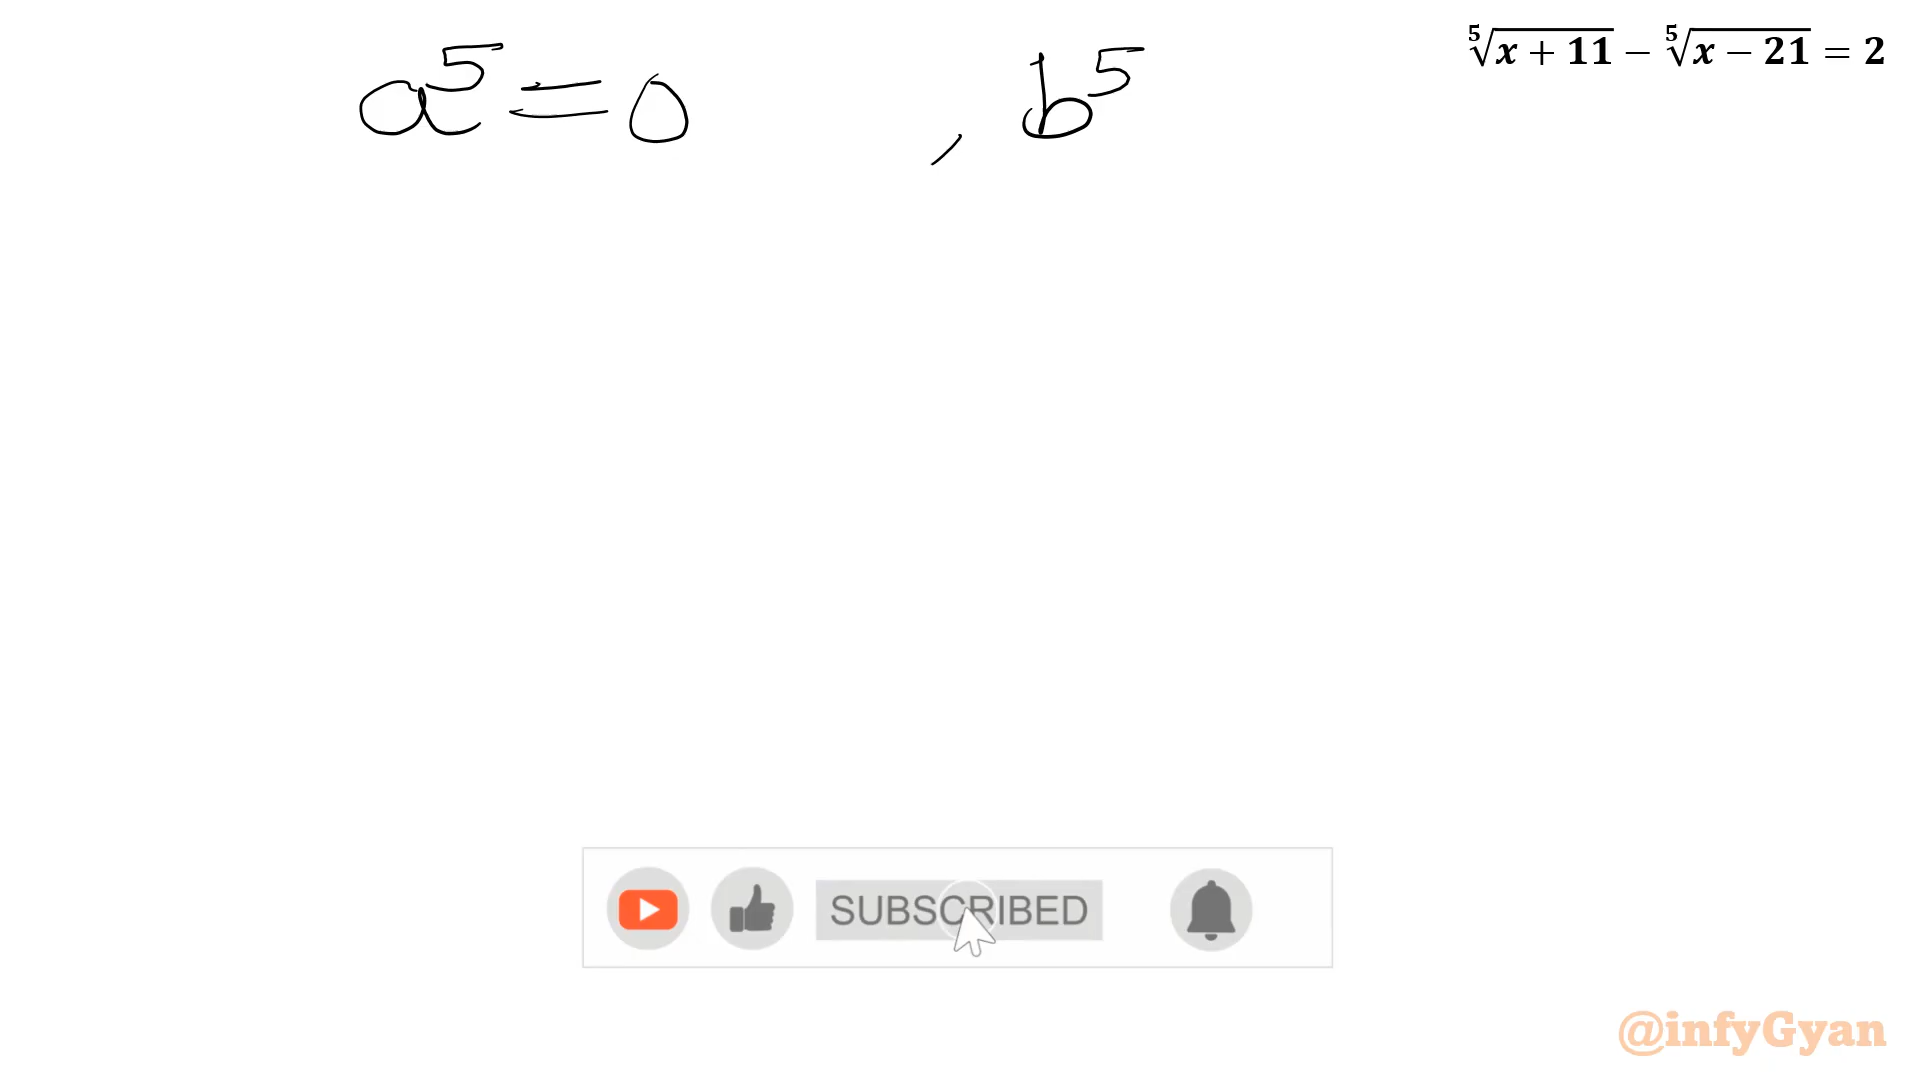 a⁵ = 0 , b⁵
⁵√(x + 11) − ⁵√(x − 21) = 2
SUBSCRIBED
@infyGyan